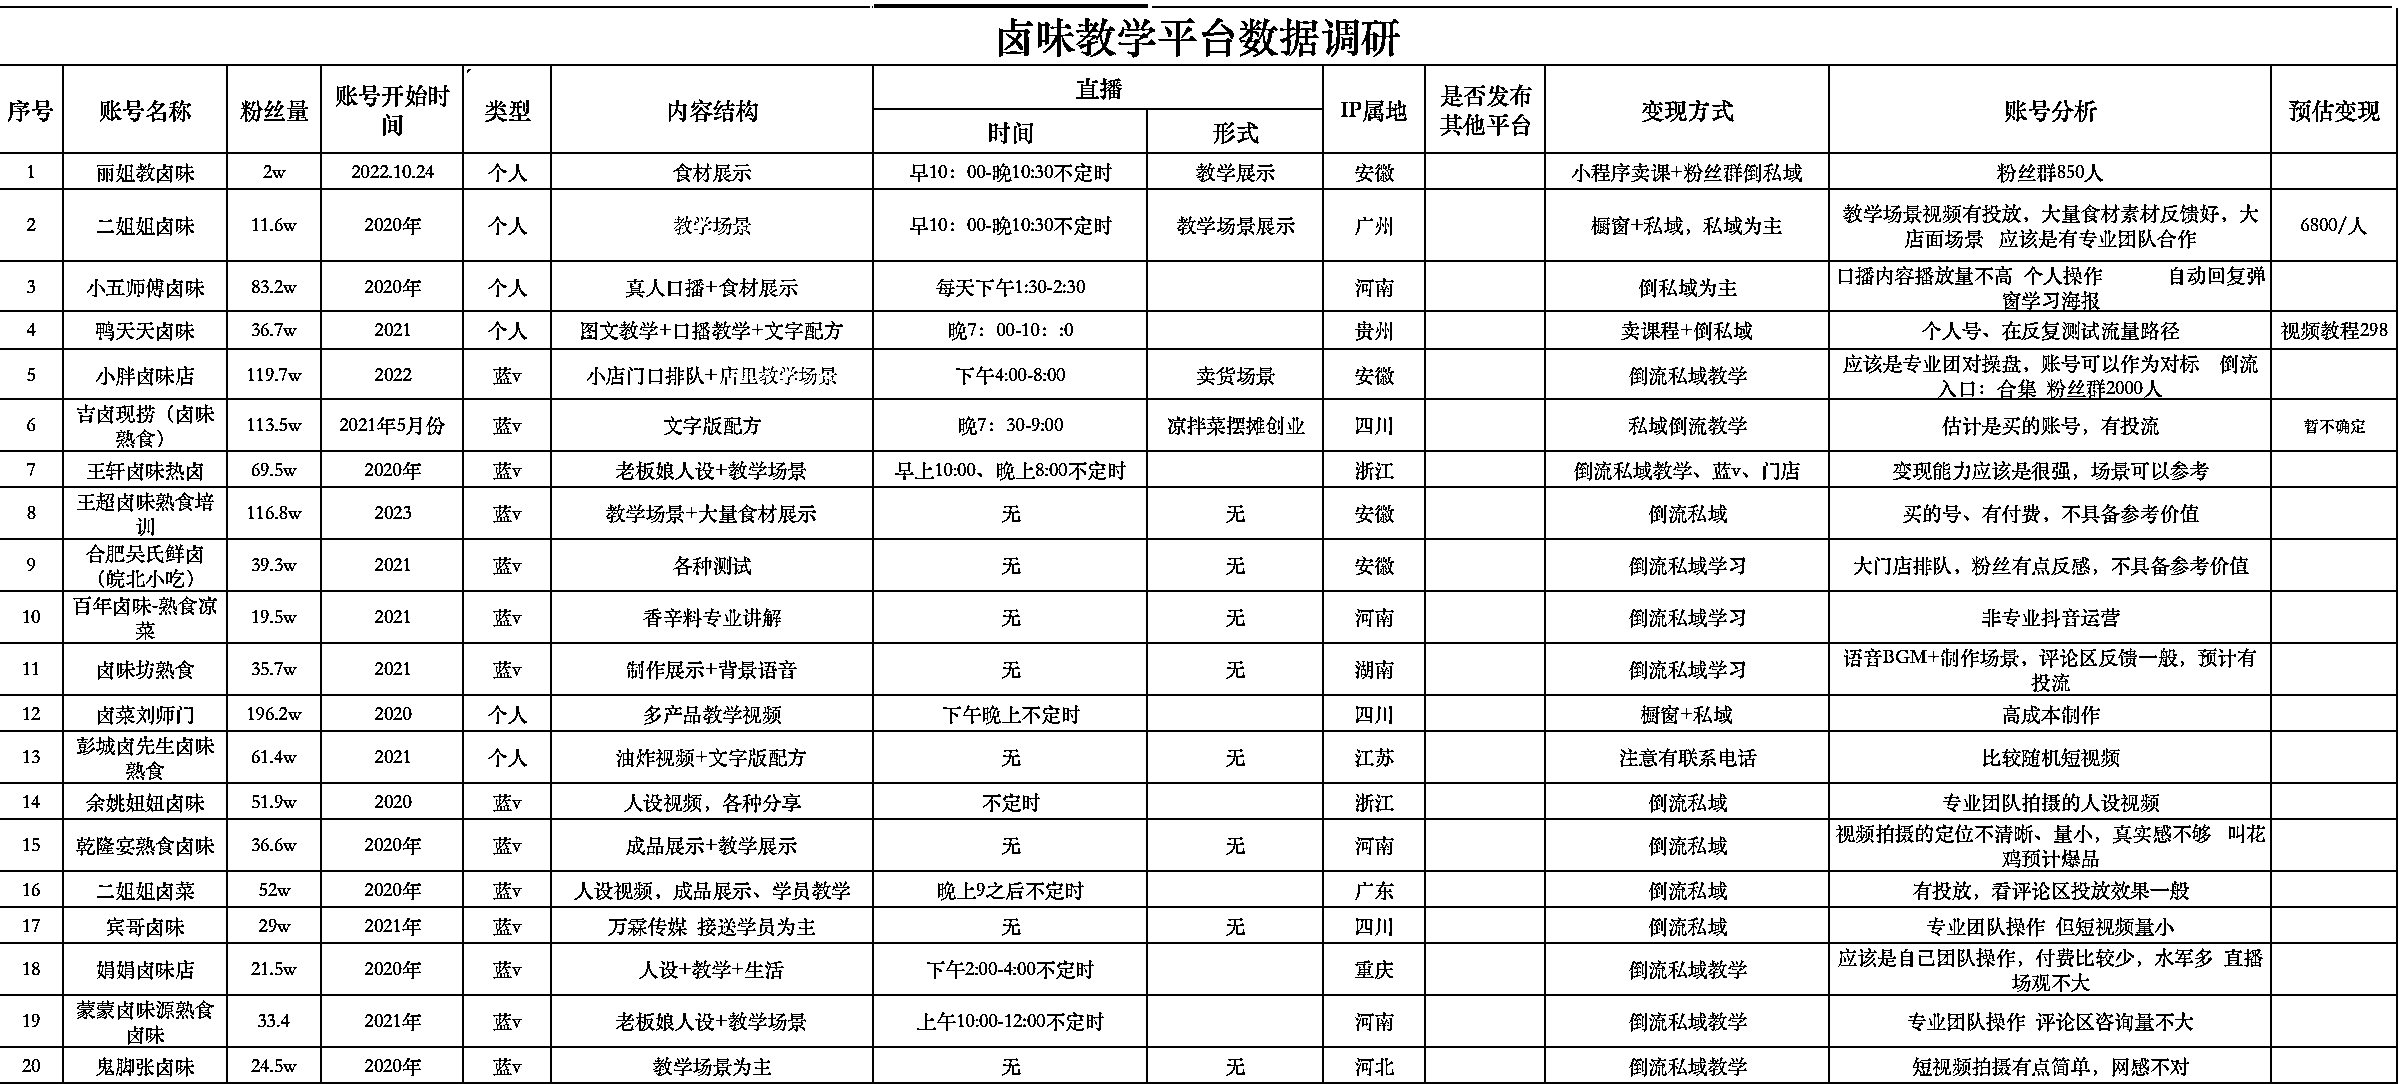 卤味教学平台数据调研
序号 账号名称 粉丝量 账号开始时间 类型 内容结构 直播 IP属地 是否发布其他平台 变现方式 账号分析 预估变现
时间 形式
1 丽姐教卤味 2w 2022.10.24 个人 食材展示 早10：00-晚10:30不定时 教学展示 安徽 小程序卖课+粉丝群倒私域 粉丝群850人
2 二姐姐卤味 11.6w 2020年 个人 教学场景 早10：00-晚10:30不定时 教学场景展示 广州 橱窗+私域，私域为主 教学场景视频有投放，大量食材素材反馈好，大店面场景 应该是有专业团队合作 6800/人
3 小五师傅卤味 83.2w 2020年 个人 真人口播+食材展示 每天下午1:30-2:30 河南 倒私域为主 口播内容播放量不高 个人操作 自动回复弹窗学习海报
4 鸭天天卤味 36.7w 2021 个人 图文教学+口播教学+文字配方 晚7：00-10：:0 贵州 卖课程+倒私域 个人号、在反复测试流量路径 视频教程298
5 小胖卤味店 119.7w 2022 蓝v 小店门口排队+店里教学场景 下午4:00-8:00 卖货场景 安徽 倒流私域教学 应该是专业团对操盘，账号可以作为对标 倒流入口：合集 粉丝群2000人
6 吉卤现捞（卤味熟食） 113.5w 2021年5月份 蓝v 文字版配方 晚7：30-9:00 凉拌菜摆摊创业 四川 私域倒流教学 估计是买的账号，有投流 暂不确定
7 王轩卤味热卤 69.5w 2020年 蓝v 老板娘人设+教学场景 早上10:00、晚上8:00不定时 浙江 倒流私域教学、蓝v、门店 变现能力应该是很强，场景可以参考
8 王超卤味熟食培训 116.8w 2023 蓝v 教学场景+大量食材展示 无 无 安徽 倒流私域 买的号、有付费，不具备参考价值
9 合肥吴氏鲜卤（皖北小吃） 39.3w 2021 蓝v 各种测试 无 无 安徽 倒流私域学习 大门店排队，粉丝有点反感，不具备参考价值
10 百年卤味-熟食凉菜 19.5w 2021 蓝v 香辛料专业讲解 无 无 河南 倒流私域学习 非专业抖音运营
11 卤味坊熟食 35.7w 2021 蓝v 制作展示+背景语音 无 无 湖南 倒流私域学习 语音BGM+制作场景，评论区反馈一般，预计有投流
12 卤菜刘师门 196.2w 2020 个人 多产品教学视频 下午晚上不定时 四川 橱窗+私域 高成本制作
13 彭城卤先生卤味熟食 61.4w 2021 个人 油炸视频+文字版配方 无 无 江苏 注意有联系电话 比较随机短视频
14 余姚妞妞卤味 51.9w 2020 蓝v 人设视频，各种分享 不定时 浙江 倒流私域 专业团队拍摄的人设视频
15 乾隆宴熟食卤味 36.6w 2020年 蓝v 成品展示+教学展示 无 无 河南 倒流私域 视频拍摄的定位不清晰、量小，真实感不够 叫花鸡预计爆品
16 二姐姐卤菜 52w 2020年 蓝v 人设视频，成品展示、学员教学 晚上9之后不定时 广东 倒流私域 有投放，看评论区投放效果一般
17 宾哥卤味 29w 2021年 蓝v 万霖传媒 接送学员为主 无 无 四川 倒流私域 专业团队操作 但短视频量小
18 娟娟卤味店 21.5w 2020年 蓝v 人设+教学+生活 下午2:00-4:00不定时 重庆 倒流私域教学 应该是自己团队操作，付费比较少，水军多 直播场观不大
19 蒙蒙卤味源熟食卤味 33.4 2021年 蓝v 老板娘人设+教学场景 上午10:00-12:00不定时 河南 倒流私域教学 专业团队操作 评论区咨询量不大
20 鬼脚张卤味 24.5w 2020年 蓝v 教学场景为主 无 无 河北 倒流私域教学 短视频拍摄有点简单，网感不对